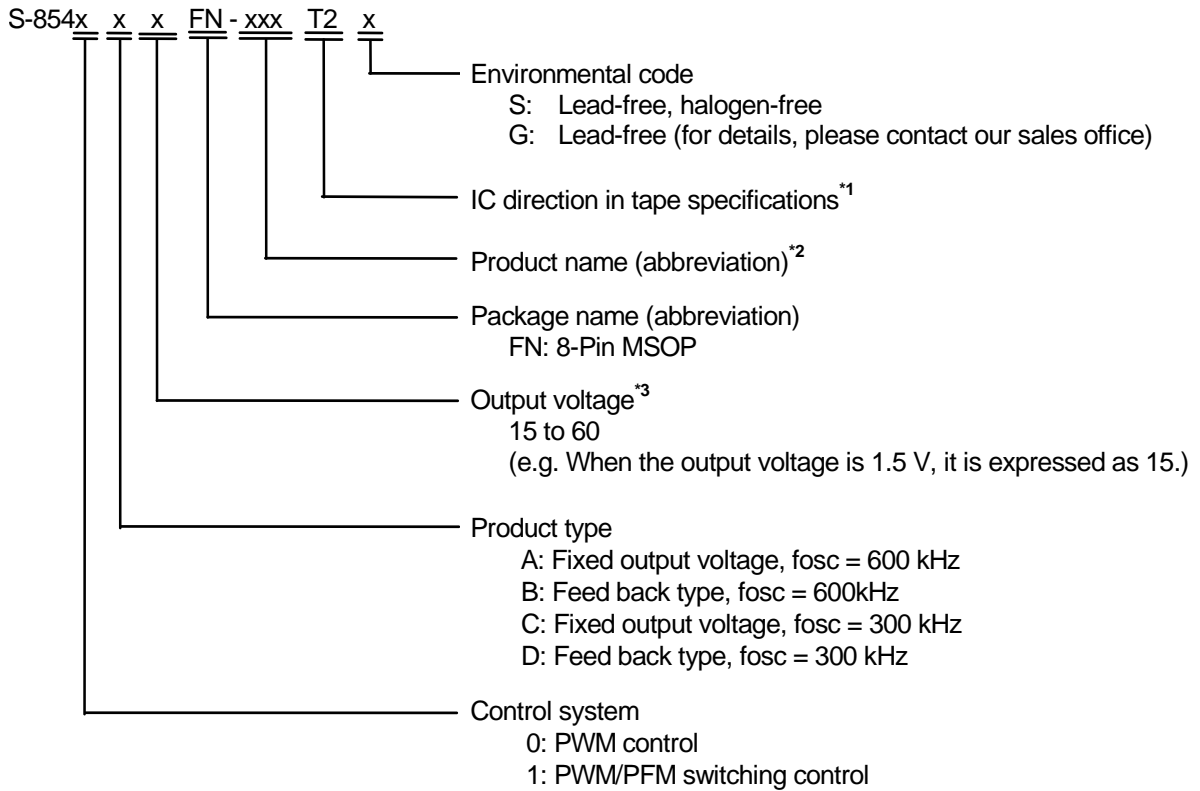 S-854x x x FN - xxx T2 x
Environmental code
S: Lead-free, halogen-free
G: Lead-free (for details, please contact our sales office)
IC direction in tape specifications*1
Product name (abbreviation)*2
Package name (abbreviation)
FN: 8-Pin MSOP
Output voltage*3
15 to 60
(e.g. When the output voltage is 1.5 V, it is expressed as 15.)
Product type
A: Fixed output voltage, fosc = 600 kHz
B: Feed back type, fosc = 600kHz
C: Fixed output voltage, fosc = 300 kHz
D: Feed back type, fosc = 300 kHz
Control system
0: PWM control
1: PWM/PFM switching control